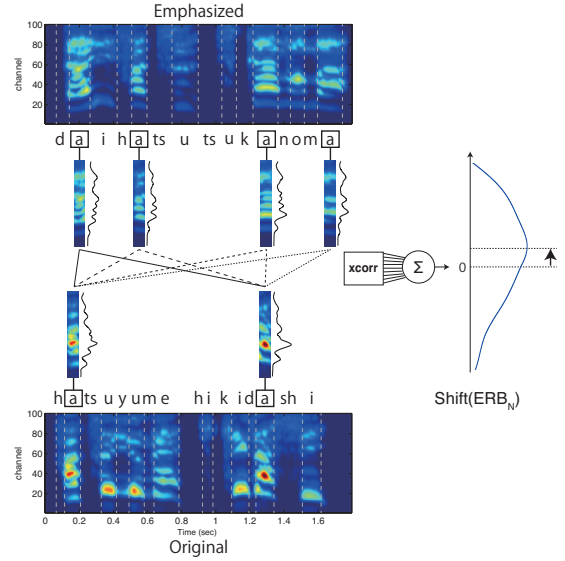 Emphasized
100
80
60
40
20
channel
d a i h a ts u ts u k a n o m a
xcorr
Σ
0
Shift(ERB_N)
h a ts u y u m e h i k i d a sh i
100
80
60
40
20
channel
0 0.2 0.4 0.6 0.8 1 1.2 1.4 1.6
Time (sec)
Original